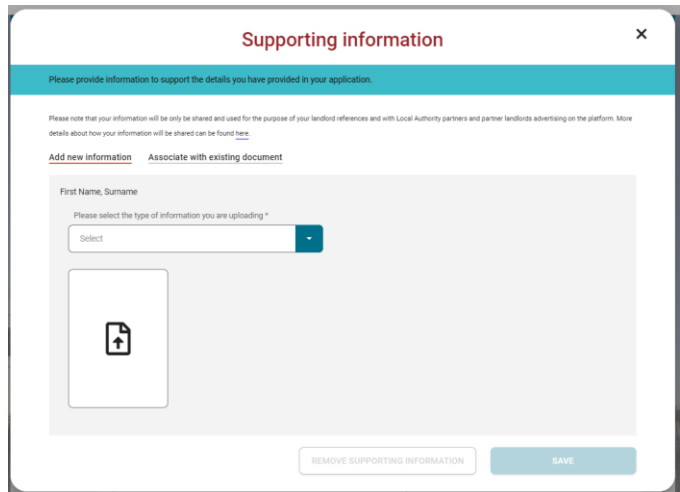 Supporting information
Please provide information to support the details you have provided in your application.
Please note that your information will be only be shared and used for the purpose of your landlord references and with Local Authority partners and partner landlords advertising on the platform. More
details about how your information will be shared can be found here.
Add new information Associate with existing document
First Name, Surname
Please select the type of information you are uploading *
Select
REMOVE SUPPORTING INFORMATION SAVE